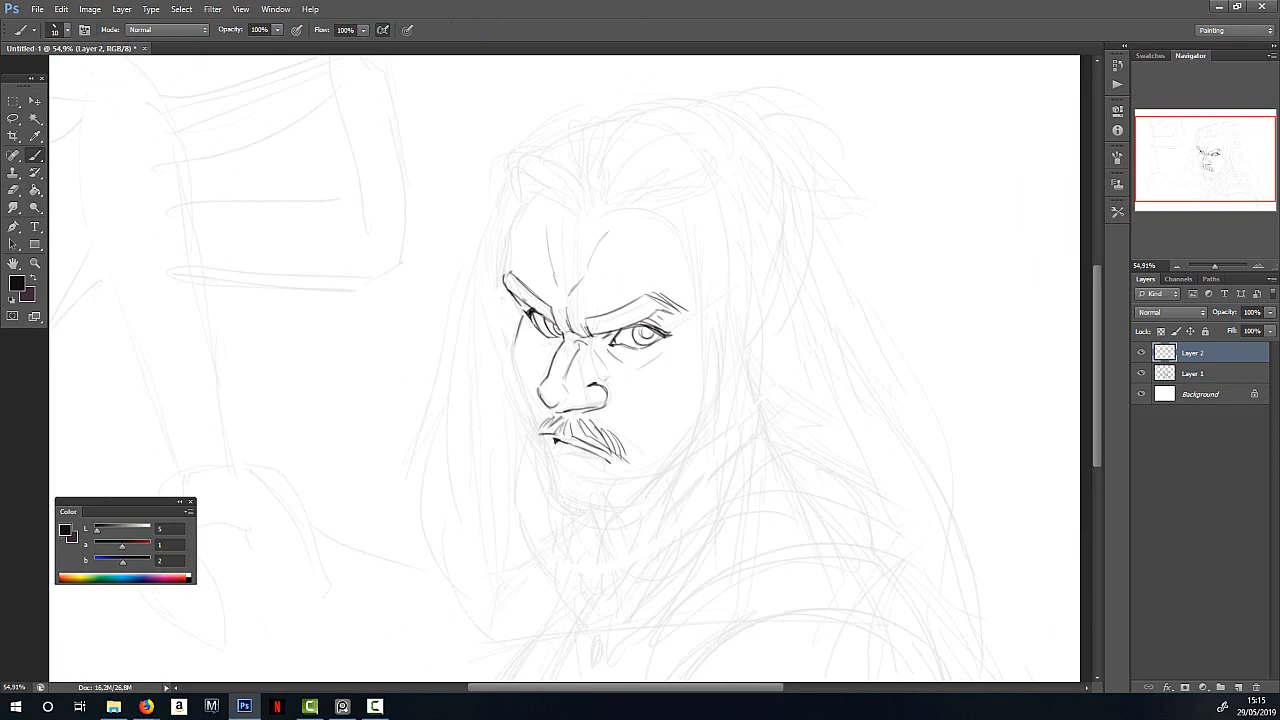 Ps File Edit Image Layer Type Select Filter View Window Help
10 Mode: Normal Opacity: 100% Flow: 100% Painting
Untitled-1 @ 54,9% (Layer 2, RGB/8) * ×
Swatches Navigator
54,91%
Layers Channels Paths
Kind
Normal Opacity: 100%
Lock: Fill: 100%
Layer 2
Layer 1
Background
Color
L 5
a 1
b 2
54,91% Doc: 16,2M/26,8M
15:15
29/05/2019